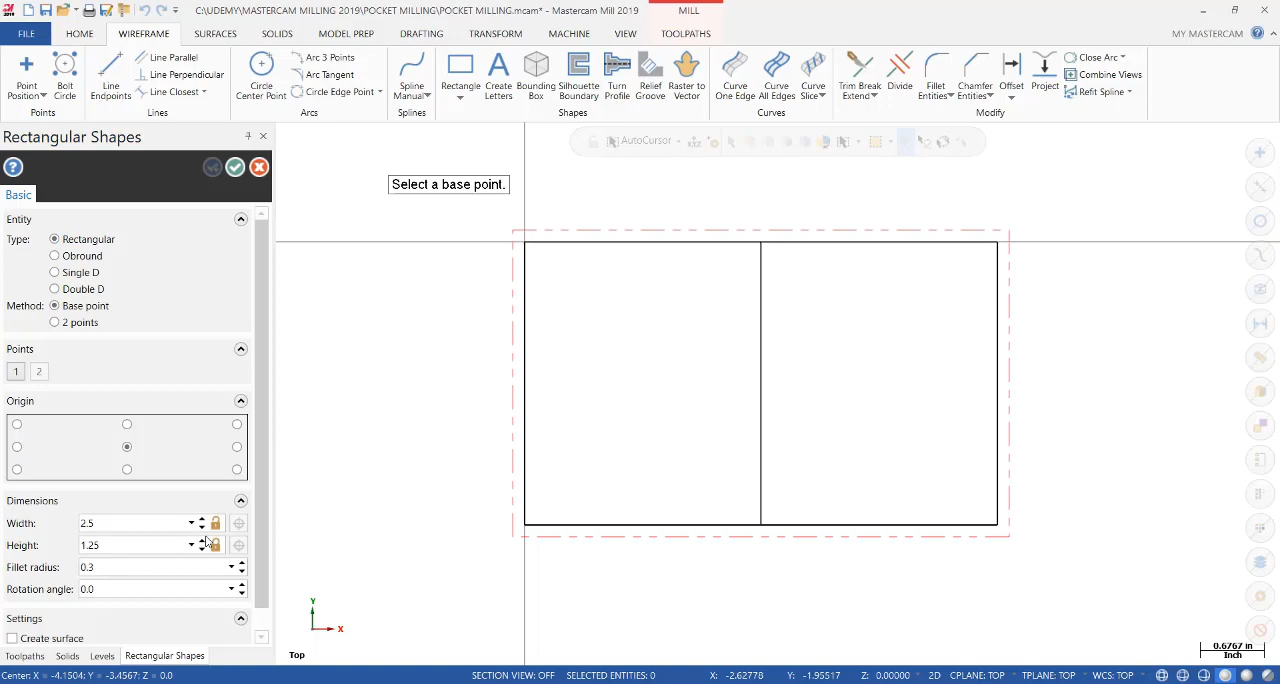 C:\UDEMY\MASTERCAM MILLING 2019\POCKET MILLING\POCKET MILLING.mcam* - Mastercam Mill 2019
MILL
FILE HOME WIREFRAME SURFACES SOLIDS MODEL PREP DRAFTING TRANSFORM MACHINE VIEW TOOLPATHS MY MASTERCAM
Point Position
Bolt Circle
Points
Line Endpoints
Line Parallel
Line Perpendicular
Line Closest
Lines
Circle Center Point
Arc 3 Points
Arc Tangent
Circle Edge Point
Arcs
Spline Manual
Splines
Rectangle
Create Letters
Bounding Box
Silhouette Boundary
Turn Profile
Relief Groove
Raster to Vector
Shapes
Curve One Edge
Curve All Edges
Curve Slice
Curves
Trim Break Extend
Divide
Fillet Entities
Chamfer Entities
Offset
Project
Close Arc
Combine Views
Refit Spline
Modify
Rectangular Shapes
Basic
Entity
Type: Rectangular
Obround
Single D
Double D
Method: Base point
2 points
Points
1 2
Origin
Dimensions
Width: 2.5
Height: 1.25
Fillet radius: 0.3
Rotation angle: 0.0
Settings
Create surface
Toolpaths Solids Levels Rectangular Shapes
AutoCursor
Select a base point.
Y
X
Top
0.6767 in
Inch
Center: X = -4.1504; Y = -3.4567; Z = 0.0
SECTION VIEW: OFF SELECTED ENTITIES: 0 X: -2.62778 Y: -1.95517 Z: 0.00000 2D CPLANE: TOP TPLANE: TOP WCS: TOP